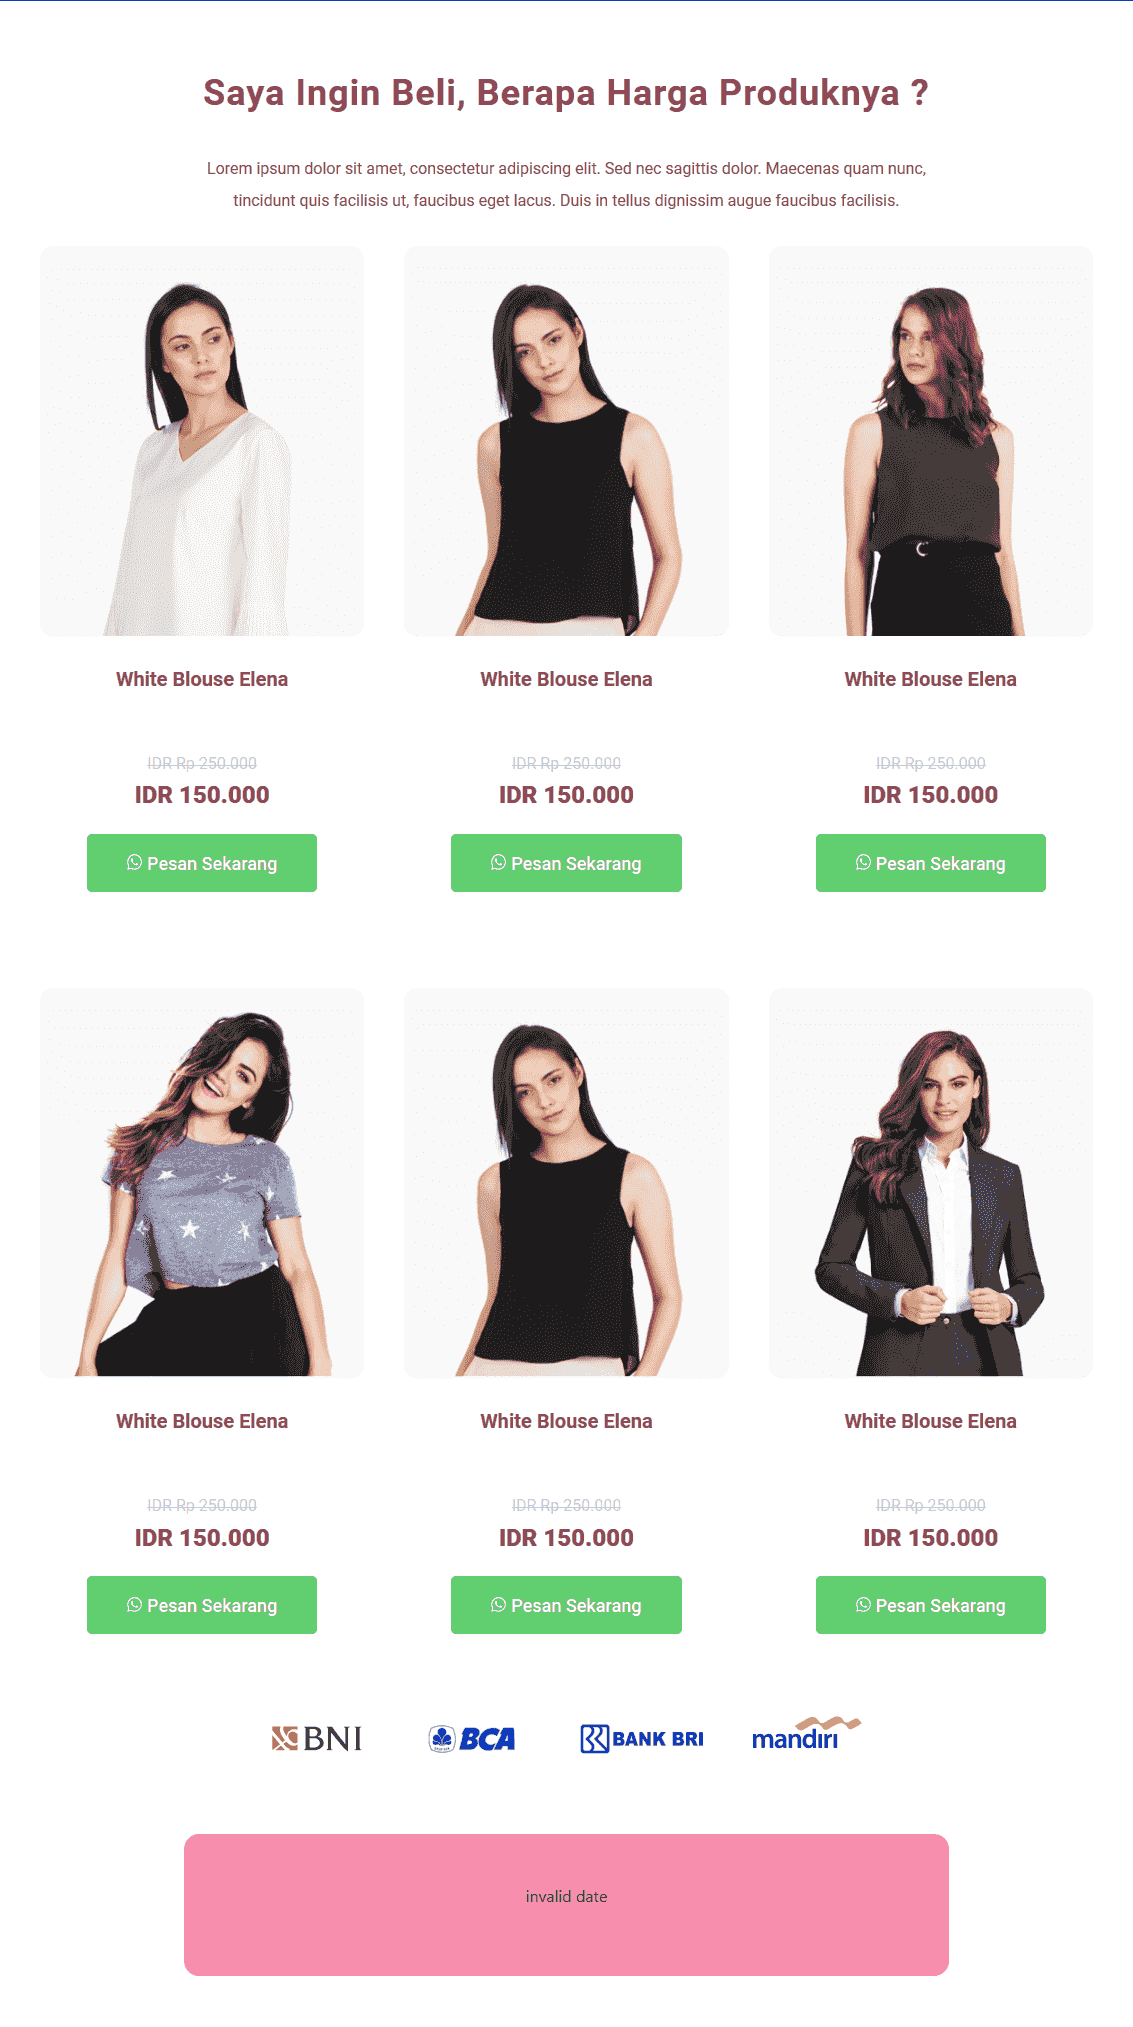 Saya Ingin Beli, Berapa Harga Produknya ?
Lorem ipsum dolor sit amet, consectetur adipiscing elit. Sed nec sagittis dolor. Maecenas quam nunc,
tincidunt quis facilisis ut, faucibus eget lacus. Duis in tellus dignissim augue faucibus facilisis.
White Blouse Elena
White Blouse Elena
White Blouse Elena
IDR Rp 250.000
IDR Rp 250.000
IDR Rp 250.000
IDR 150.000
IDR 150.000
IDR 150.000
Pesan Sekarang
Pesan Sekarang
Pesan Sekarang
White Blouse Elena
White Blouse Elena
White Blouse Elena
IDR Rp 250.000
IDR Rp 250.000
IDR Rp 250.000
IDR 150.000
IDR 150.000
IDR 150.000
Pesan Sekarang
Pesan Sekarang
Pesan Sekarang
BNI
BCA
BANK BRI
mandiri
invalid date